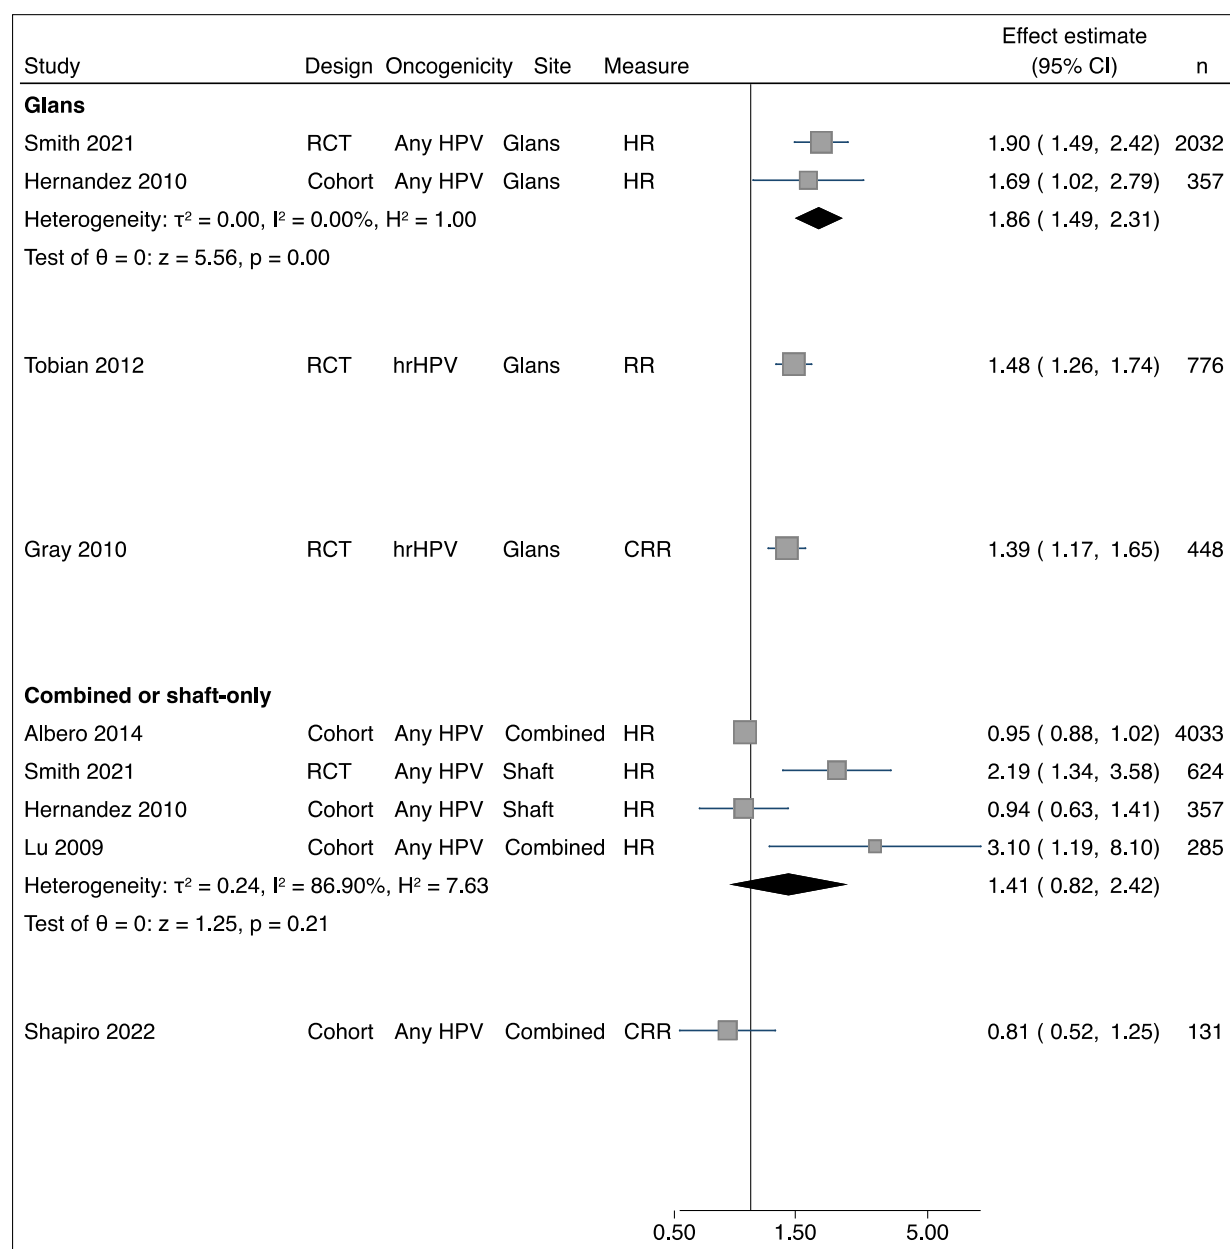 Effect estimate
Study Design Oncogenicity Site Measure (95% CI) n
Glans
Smith 2021 RCT Any HPV Glans HR 1.90 ( 1.49, 2.42) 2032
Hernandez 2010 Cohort Any HPV Glans HR 1.69 ( 1.02, 2.79) 357
Heterogeneity: τ² = 0.00, I² = 0.00%, H² = 1.00 1.86 ( 1.49, 2.31)
Test of θ = 0: z = 5.56, p = 0.00
Tobian 2012 RCT hrHPV Glans RR 1.48 ( 1.26, 1.74) 776
Gray 2010 RCT hrHPV Glans CRR 1.39 ( 1.17, 1.65) 448
Combined or shaft-only
Albero 2014 Cohort Any HPV Combined HR 0.95 ( 0.88, 1.02) 4033
Smith 2021 RCT Any HPV Shaft HR 2.19 ( 1.34, 3.58) 624
Hernandez 2010 Cohort Any HPV Shaft HR 0.94 ( 0.63, 1.41) 357
Lu 2009 Cohort Any HPV Combined HR 3.10 ( 1.19, 8.10) 285
Heterogeneity: τ² = 0.24, I² = 86.90%, H² = 7.63 1.41 ( 0.82, 2.42)
Test of θ = 0: z = 1.25, p = 0.21
Shapiro 2022 Cohort Any HPV Combined CRR 0.81 ( 0.52, 1.25) 131
0.50 1.50 5.00